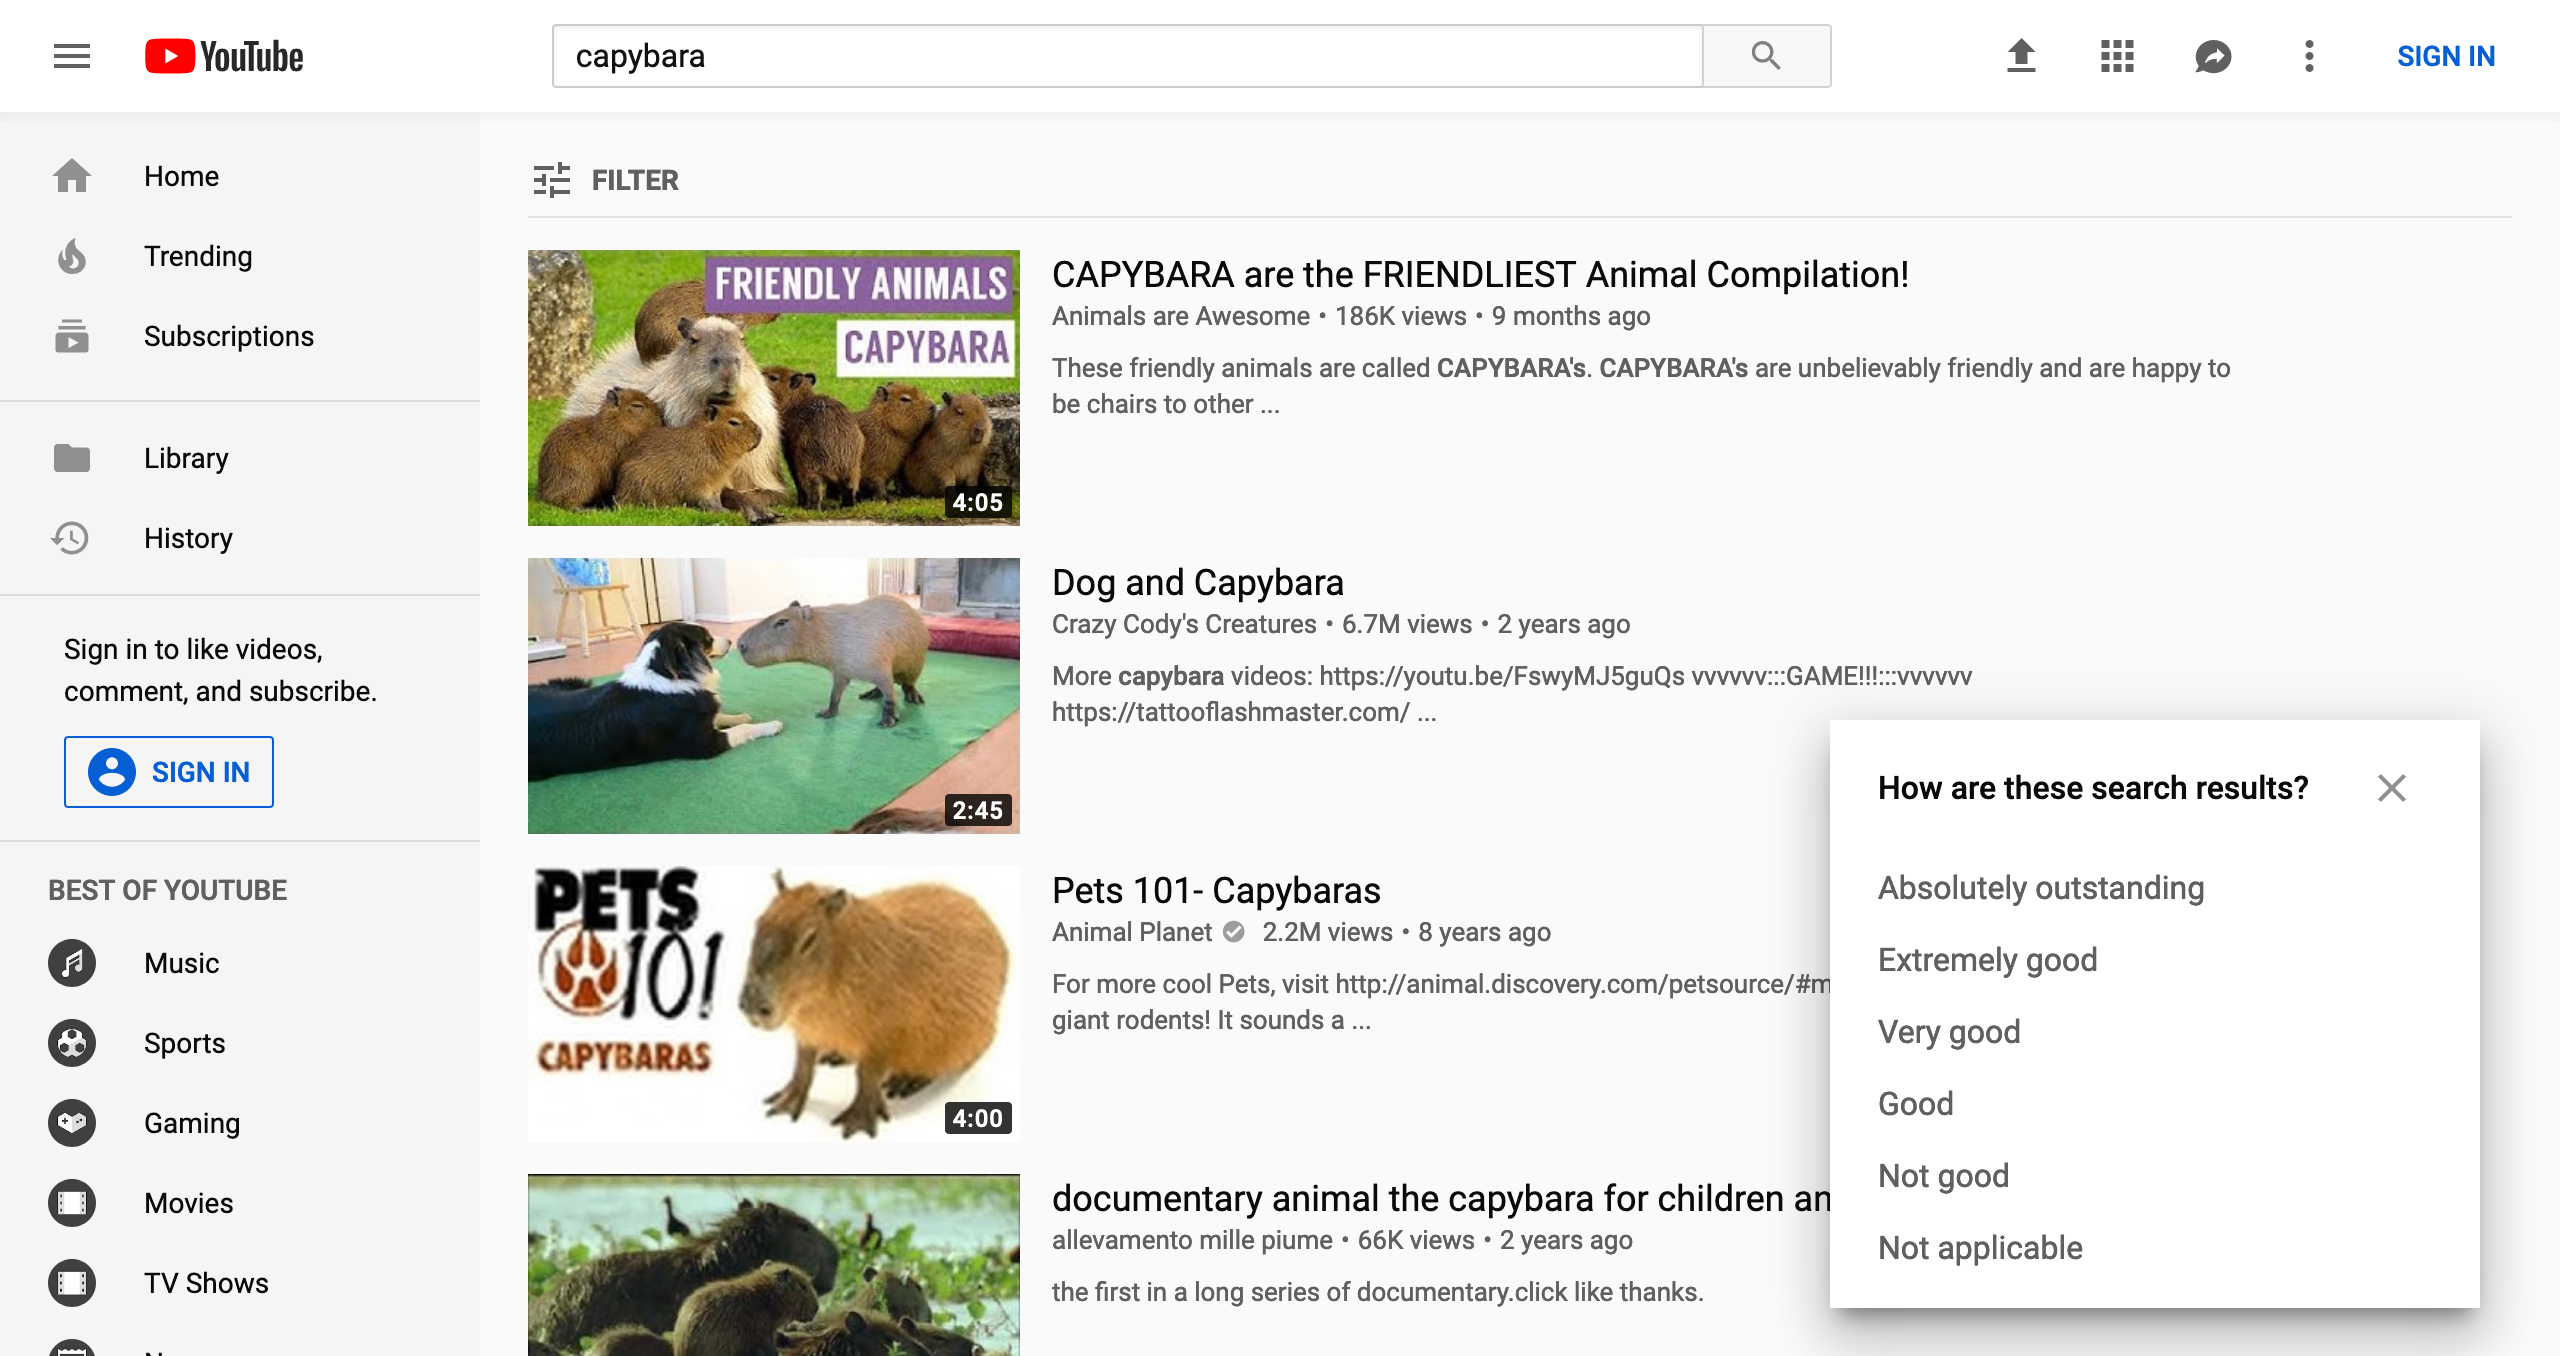 YouTube
capybara
SIGN IN
Home
Trending
Subscriptions
Library
History
Sign in to like videos,
comment, and subscribe.
SIGN IN
BEST OF YOUTUBE
Music
Sports
Gaming
Movies
TV Shows
FILTER
FRIENDLY ANIMALS
CAPYBARA
4:05
CAPYBARA are the FRIENDLIEST Animal Compilation!
Animals are Awesome • 186K views • 9 months ago
These friendly animals are called CAPYBARA's. CAPYBARA's are unbelievably friendly and are happy to
be chairs to other ...
2:45
Dog and Capybara
Crazy Cody's Creatures • 6.7M views • 2 years ago
More capybara videos: https://youtu.be/FswyMJ5guQs vvvvvv:::GAME!!!:::vvvvvv
https://tattooflashmaster.com/ ...
PETS
101
CAPYBARAS
4:00
Pets 101- Capybaras
Animal Planet 2.2M views • 8 years ago
For more cool Pets, visit http://animal.discovery.com/petsource/#m
giant rodents! It sounds a ...
documentary animal the capybara for children an
allevamento mille piume • 66K views • 2 years ago
the first in a long series of documentary.click like thanks.
How are these search results?
Absolutely outstanding
Extremely good
Very good
Good
Not good
Not applicable